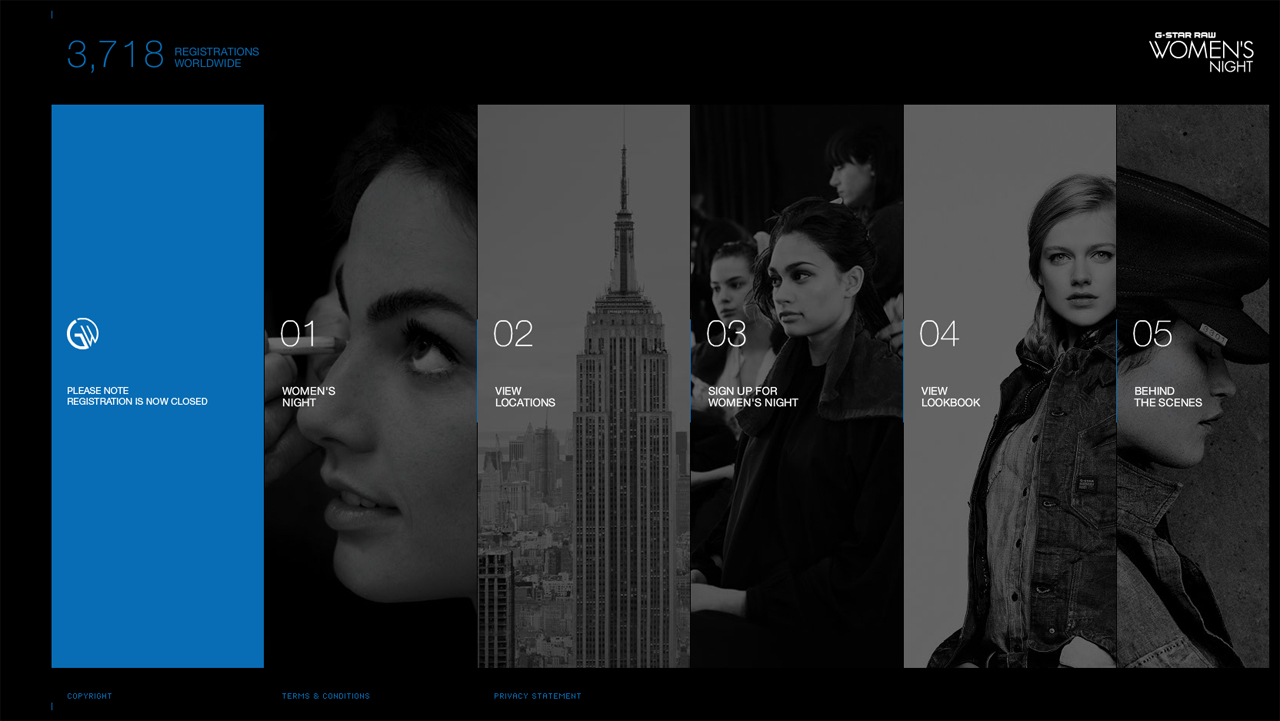 3,718
REGISTRATIONS
WORLDWIDE
G-STAR RAW
WOMEN'S
NIGHT
GW
PLEASE NOTE
REGISTRATION IS NOW CLOSED
01
WOMEN'S
NIGHT
02
VIEW
LOCATIONS
03
SIGN UP FOR
WOMEN'S NIGHT
04
VIEW
LOOKBOOK
05
BEHIND
THE SCENES
COPYRIGHT
TERMS & CONDITIONS
PRIVACY STATEMENT